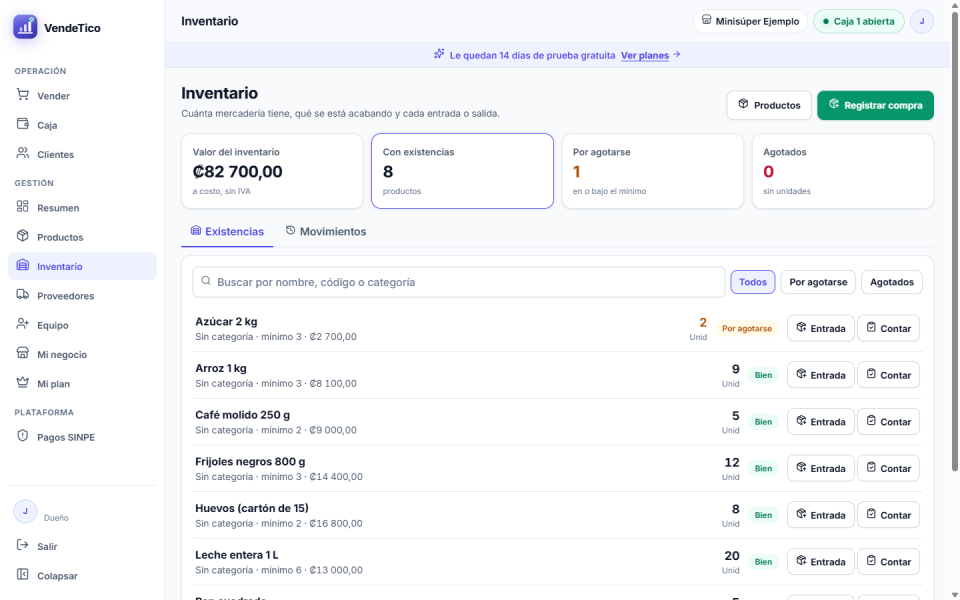 VendeTico
OPERACIÓN
Vender
Caja
Clientes
GESTIÓN
Resumen
Productos
Inventario
Proveedores
Equipo
Mi negocio
Mi plan
PLATAFORMA
Pagos SINPE
J
Dueño
Salir
Colapsar
Inventario
Minisúper Ejemplo
Caja 1 abierta
J
Le quedan 14 días de prueba gratuita Ver planes →
Inventario
Cuánta mercadería tiene, qué se está acabando y cada entrada o salida.
Productos
Registrar compra
Valor del inventario
₡82 700,00
a costo, sin IVA
Con existencias
8
productos
Por agotarse
1
en o bajo el mínimo
Agotados
0
sin unidades
Existencias
Movimientos
Buscar por nombre, código o categoría
Todos
Por agotarse
Agotados
Azúcar 2 kg
Sin categoría · mínimo 3 · ₡2 700,00
2
Unid
Por agotarse
Entrada
Contar
Arroz 1 kg
Sin categoría · mínimo 3 · ₡8 100,00
9
Unid
Bien
Entrada
Contar
Café molido 250 g
Sin categoría · mínimo 2 · ₡9 000,00
5
Unid
Bien
Entrada
Contar
Frijoles negros 800 g
Sin categoría · mínimo 3 · ₡14 400,00
12
Unid
Bien
Entrada
Contar
Huevos (cartón de 15)
Sin categoría · mínimo 2 · ₡16 800,00
8
Unid
Bien
Entrada
Contar
Leche entera 1 L
Sin categoría · mínimo 6 · ₡13 000,00
20
Unid
Bien
Entrada
Contar